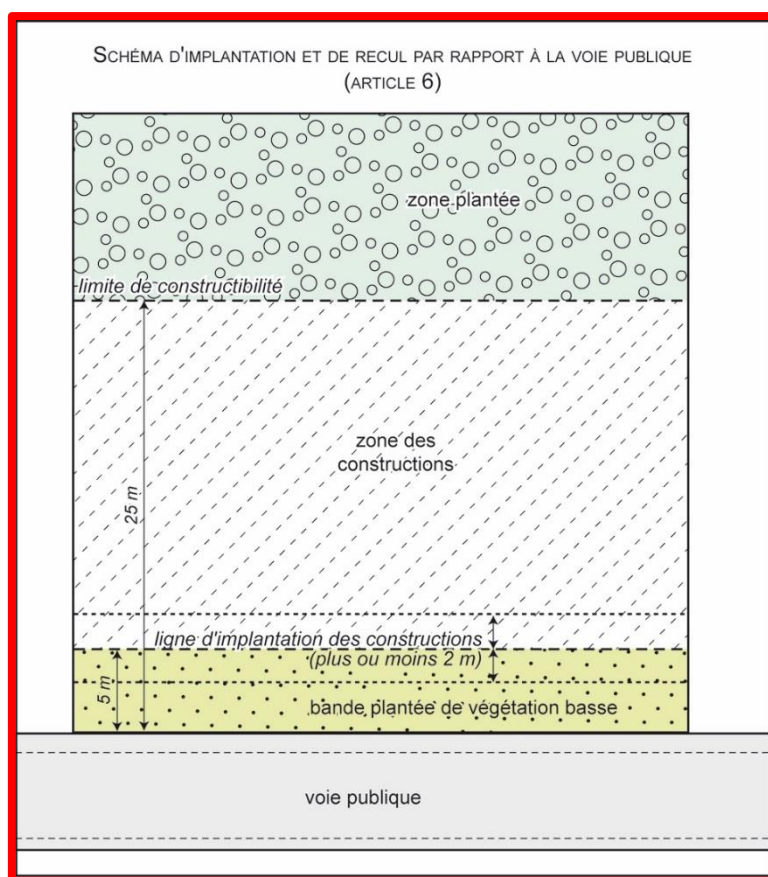 SCHÉMA D'IMPLANTATION ET DE RECUL PAR RAPPORT À LA VOIE PUBLIQUE
(ARTICLE 6)
zone plantée
limite de constructibilité
zone des
constructions
25 m
ligne d'implantation des constructions
(plus ou moins 2 m)
5 m
bande plantée de végétation basse
voie publique